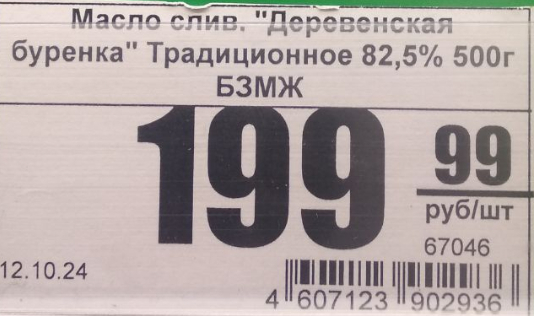 Масло слив. "Деревенская
буренка" Традиционное 82,5% 500г
БЗМЖ
199 99
руб/шт
67046
12.10.24
4 607123 902936